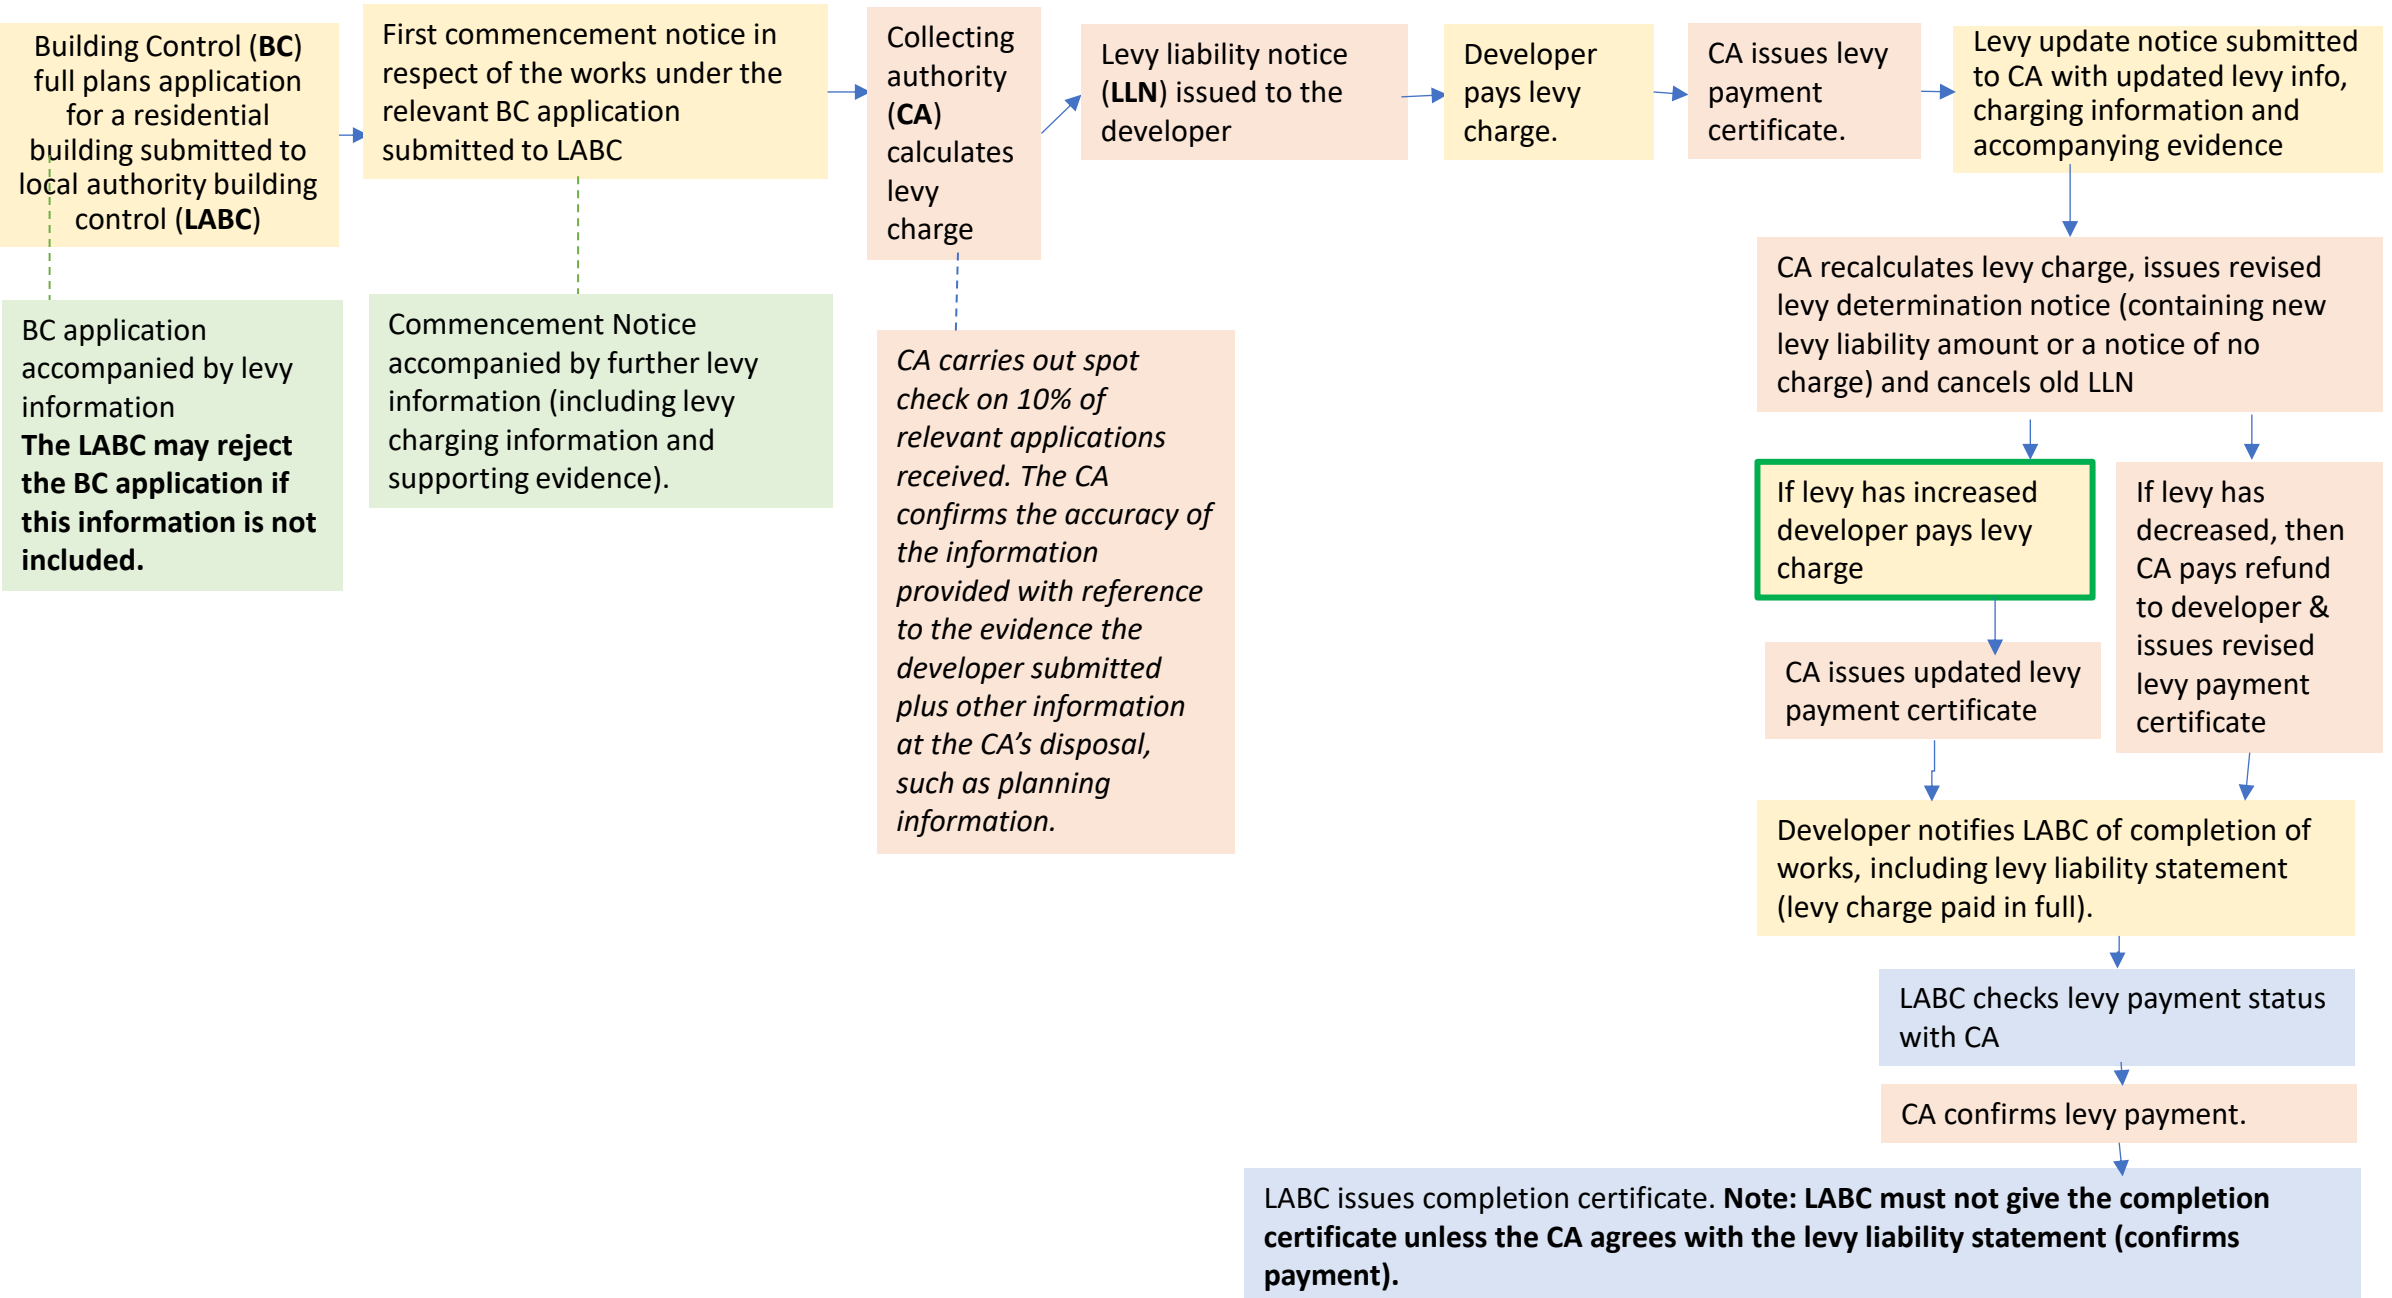 Building Control (BC)
full plans application
for a residential
building submitted to
local authority building
control (LABC)
First commencement notice in
respect of the works under the
relevant BC application
submitted to LABC
Collecting
authority
(CA)
calculates
levy
charge
Levy liability notice
(LLN) issued to the
developer
Developer
pays levy
charge.
CA issues levy
payment
certificate.
Levy update notice submitted
to CA with updated levy info,
charging information and
accompanying evidence
BC application
accompanied by levy
information
The LABC may reject
the BC application if
this information is not
included.
Commencement Notice
accompanied by further levy
information (including levy
charging information and
supporting evidence).
CA carries out spot
check on 10% of
relevant applications
received. The CA
confirms the accuracy of
the information
provided with reference
to the evidence the
developer submitted
plus other information
at the CA’s disposal,
such as planning
information.
CA recalculates levy charge, issues revised
levy determination notice (containing new
levy liability amount or a notice of no
charge) and cancels old LLN
If levy has increased
developer pays levy
charge
If levy has
decreased, then
CA pays refund
to developer &
issues revised
levy payment
certificate
CA issues updated levy
payment certificate
Developer notifies LABC of completion of
works, including levy liability statement
(levy charge paid in full).
LABC checks levy payment status
with CA
CA confirms levy payment.
LABC issues completion certificate. Note: LABC must not give the completion
certificate unless the CA agrees with the levy liability statement (confirms
payment).